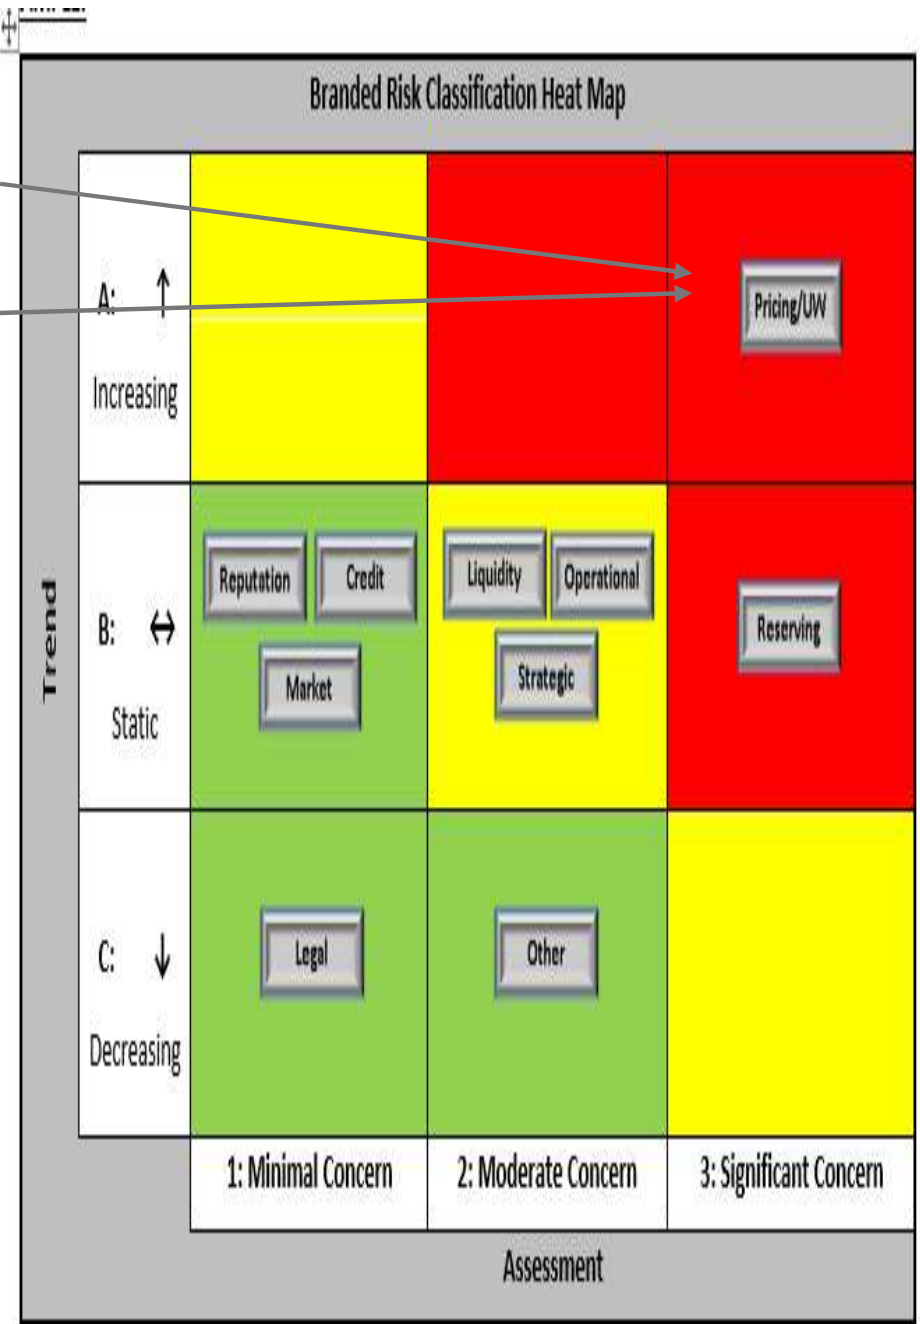 Branded Risk Classification Heat Map
A: ↑
Increasing
Pricing/UW
Trend
B: ⇔
Static
Reputation Credit
Market
Liquidity Operational
Strategic
Reserving
C: ↓
Decreasing
Legal
Other
1: Minimal Concern
2: Moderate Concern
3: Significant Concern
Assessment